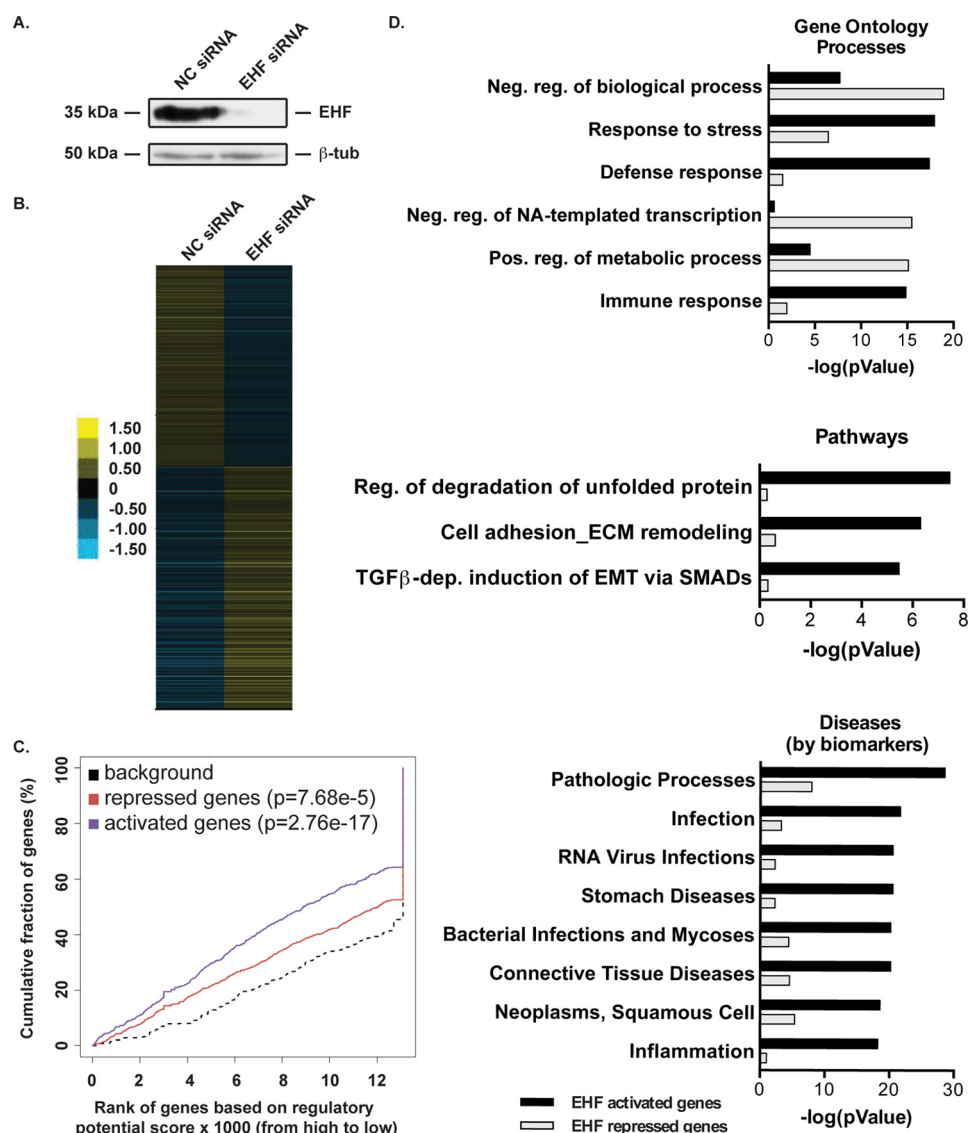 A.
NC siRNA
EHF siRNA
35 kDa
EHF
50 kDa
β-tub
B.
NC siRNA
EHF siRNA
1.50
1.00
0.50
0
-0.50
-1.00
-1.50
C.
Cumulative fraction of genes (%)
100
80
60
40
20
0
background
repressed genes (p=7.68e-5)
activated genes (p=2.76e-17)
0 2 4 6 8 10 12
Rank of genes based on regulatory
potential score x 1000 (from high to low)
D.
Gene Ontology
Processes
Neg. reg. of biological process
Response to stress
Defense response
Neg. reg. of NA-templated transcription
Pos. reg. of metabolic process
Immune response
0 5 10 15 20
-log(pValue)
Pathways
Reg. of degradation of unfolded protein
Cell adhesion_ECM remodeling
TGFβ-dep. induction of EMT via SMADs
0 2 4 6 8
-log(pValue)
Diseases
(by biomarkers)
Pathologic Processes
Infection
RNA Virus Infections
Stomach Diseases
Bacterial Infections and Mycoses
Connective Tissue Diseases
Neoplasms, Squamous Cell
Inflammation
0 10 20 30
-log(pValue)
EHF activated genes
EHF repressed genes